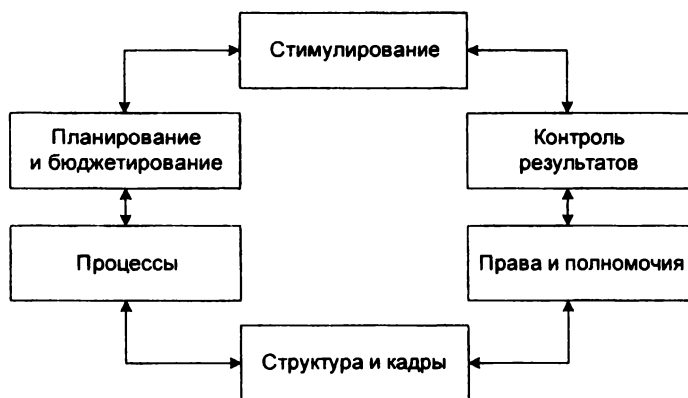 Стимулирование
Планирование
и бюджетирование
Контроль
результатов
Процессы
Права и полномочия
Структура и кадры